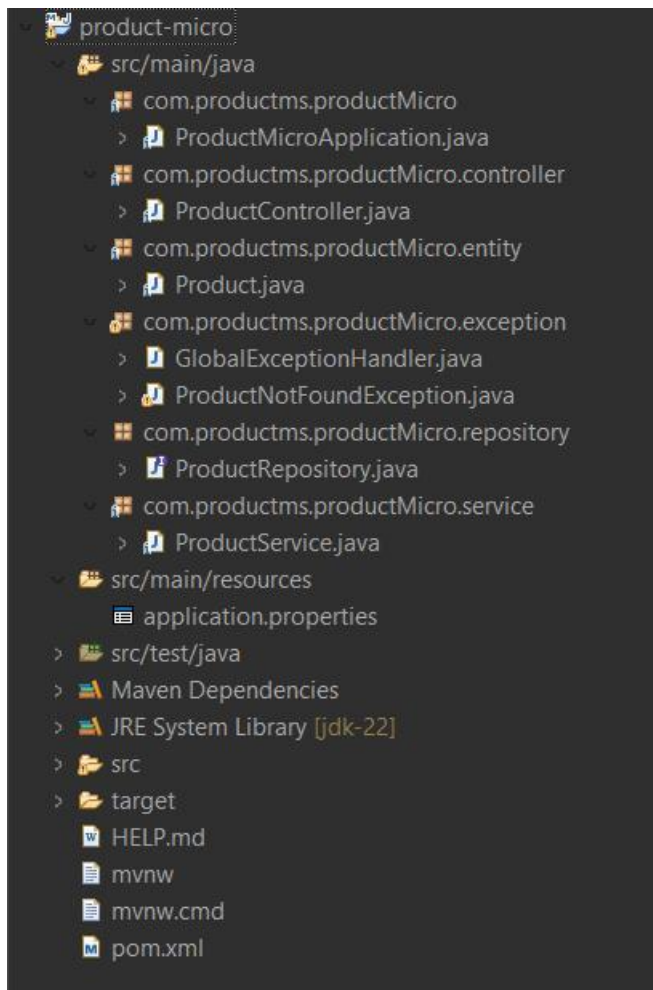 product-micro
src/main/java
com.productms.productMicro
ProductMicroApplication.java
com.productms.productMicro.controller
ProductController.java
com.productms.productMicro.entity
Product.java
com.productms.productMicro.exception
GlobalExceptionHandler.java
ProductNotFoundException.java
com.productms.productMicro.repository
ProductRepository.java
com.productms.productMicro.service
ProductService.java
src/main/resources
application.properties
src/test/java
Maven Dependencies
JRE System Library [jdk-22]
src
target
HELP.md
mvnw
mvnw.cmd
pom.xml